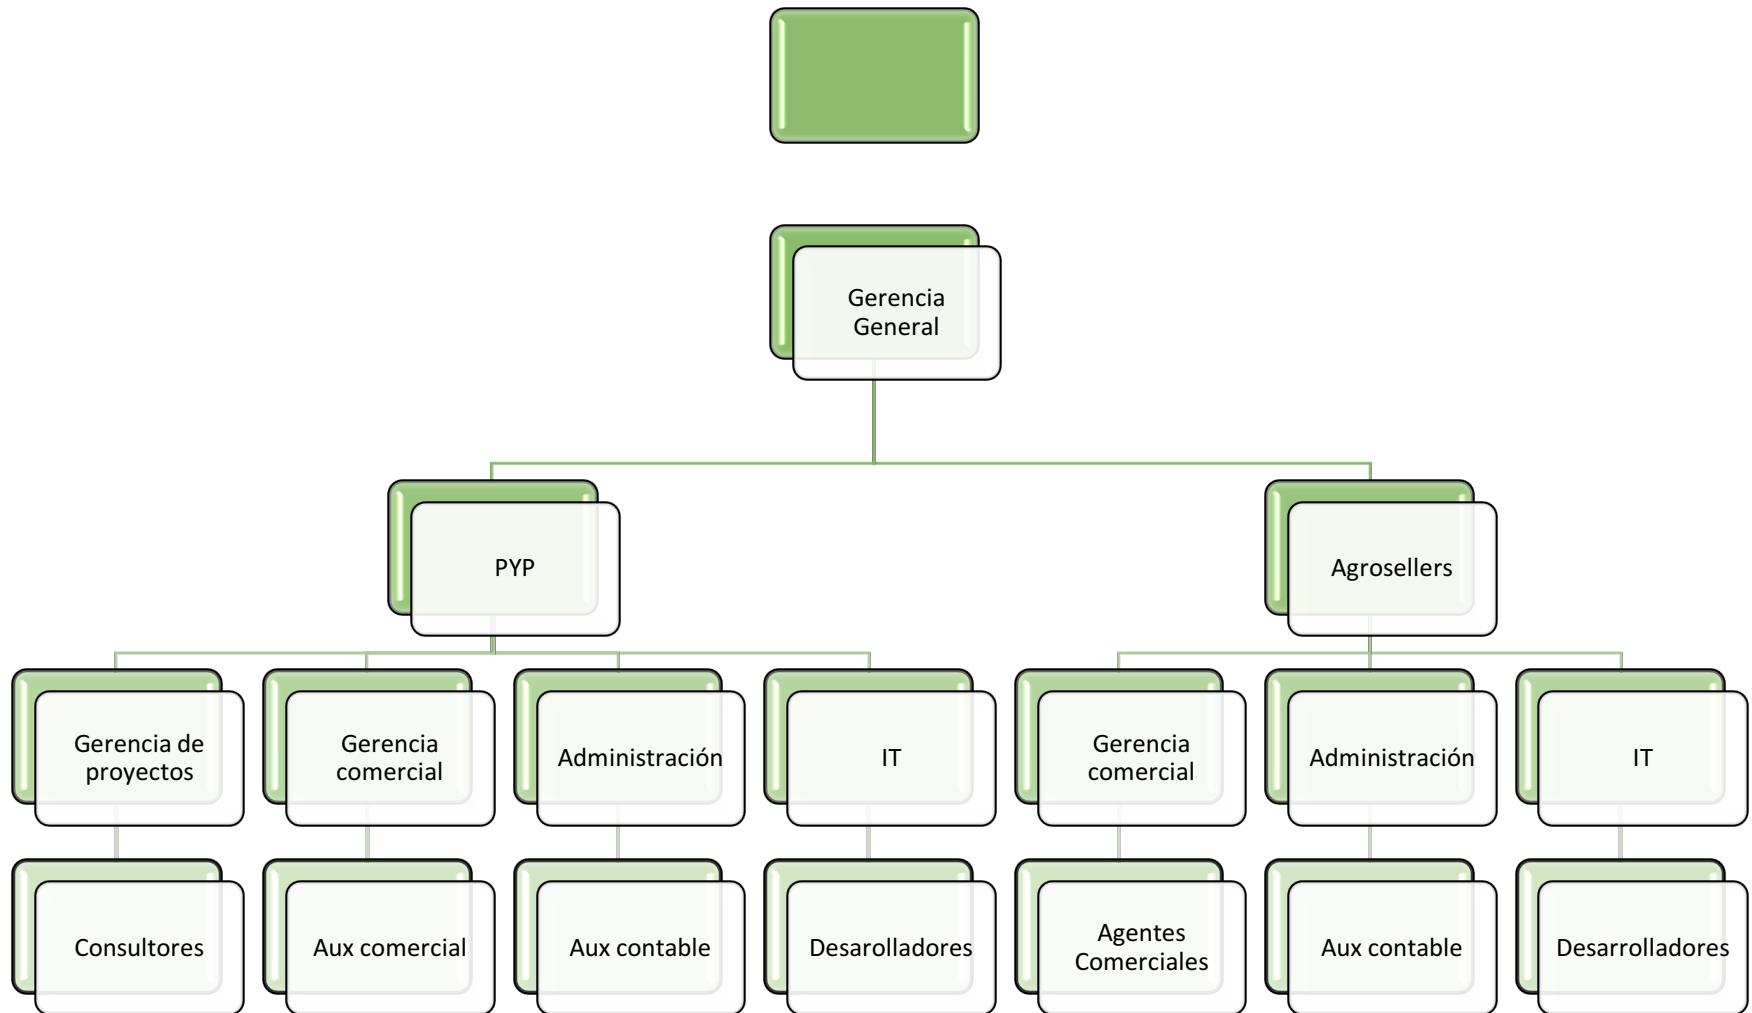 Gerencia
General
PYP
Agrosellers
Gerencia de
proyectos
Gerencia
comercial
Administración
IT
Gerencia
comercial
Administración
IT
Consultores
Aux comercial
Aux contable
Desarolladores
Agentes
Comerciales
Aux contable
Desarrolladores